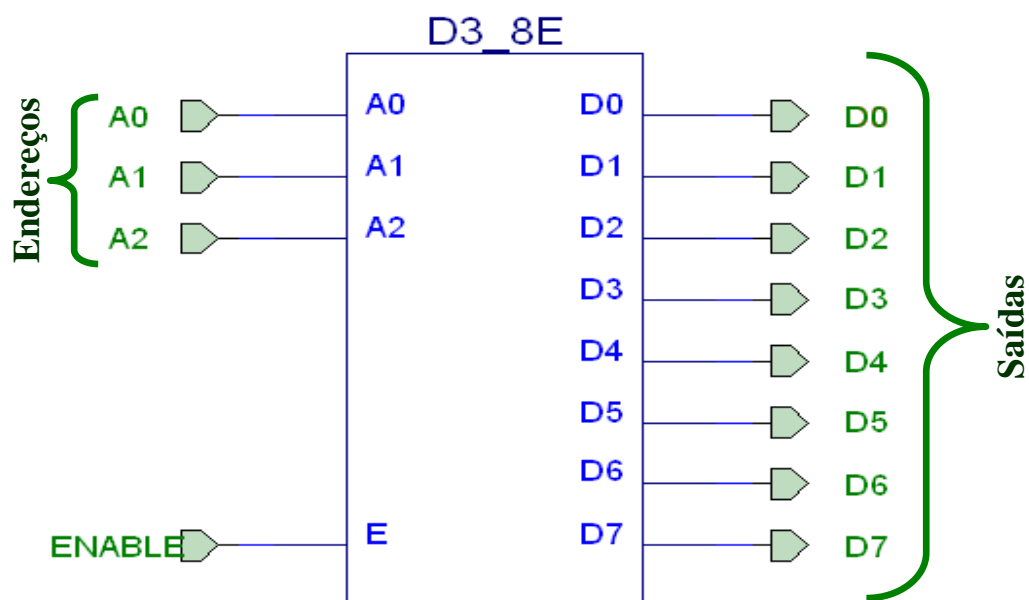 D3_8E
Endereços
A0 A0 D0 D0
A1 A1 D1 D1
A2 A2 D2 D2
D3 D3
D4 D4
D5 D5
D6 D6
ENABLE E D7 D7
Saídas